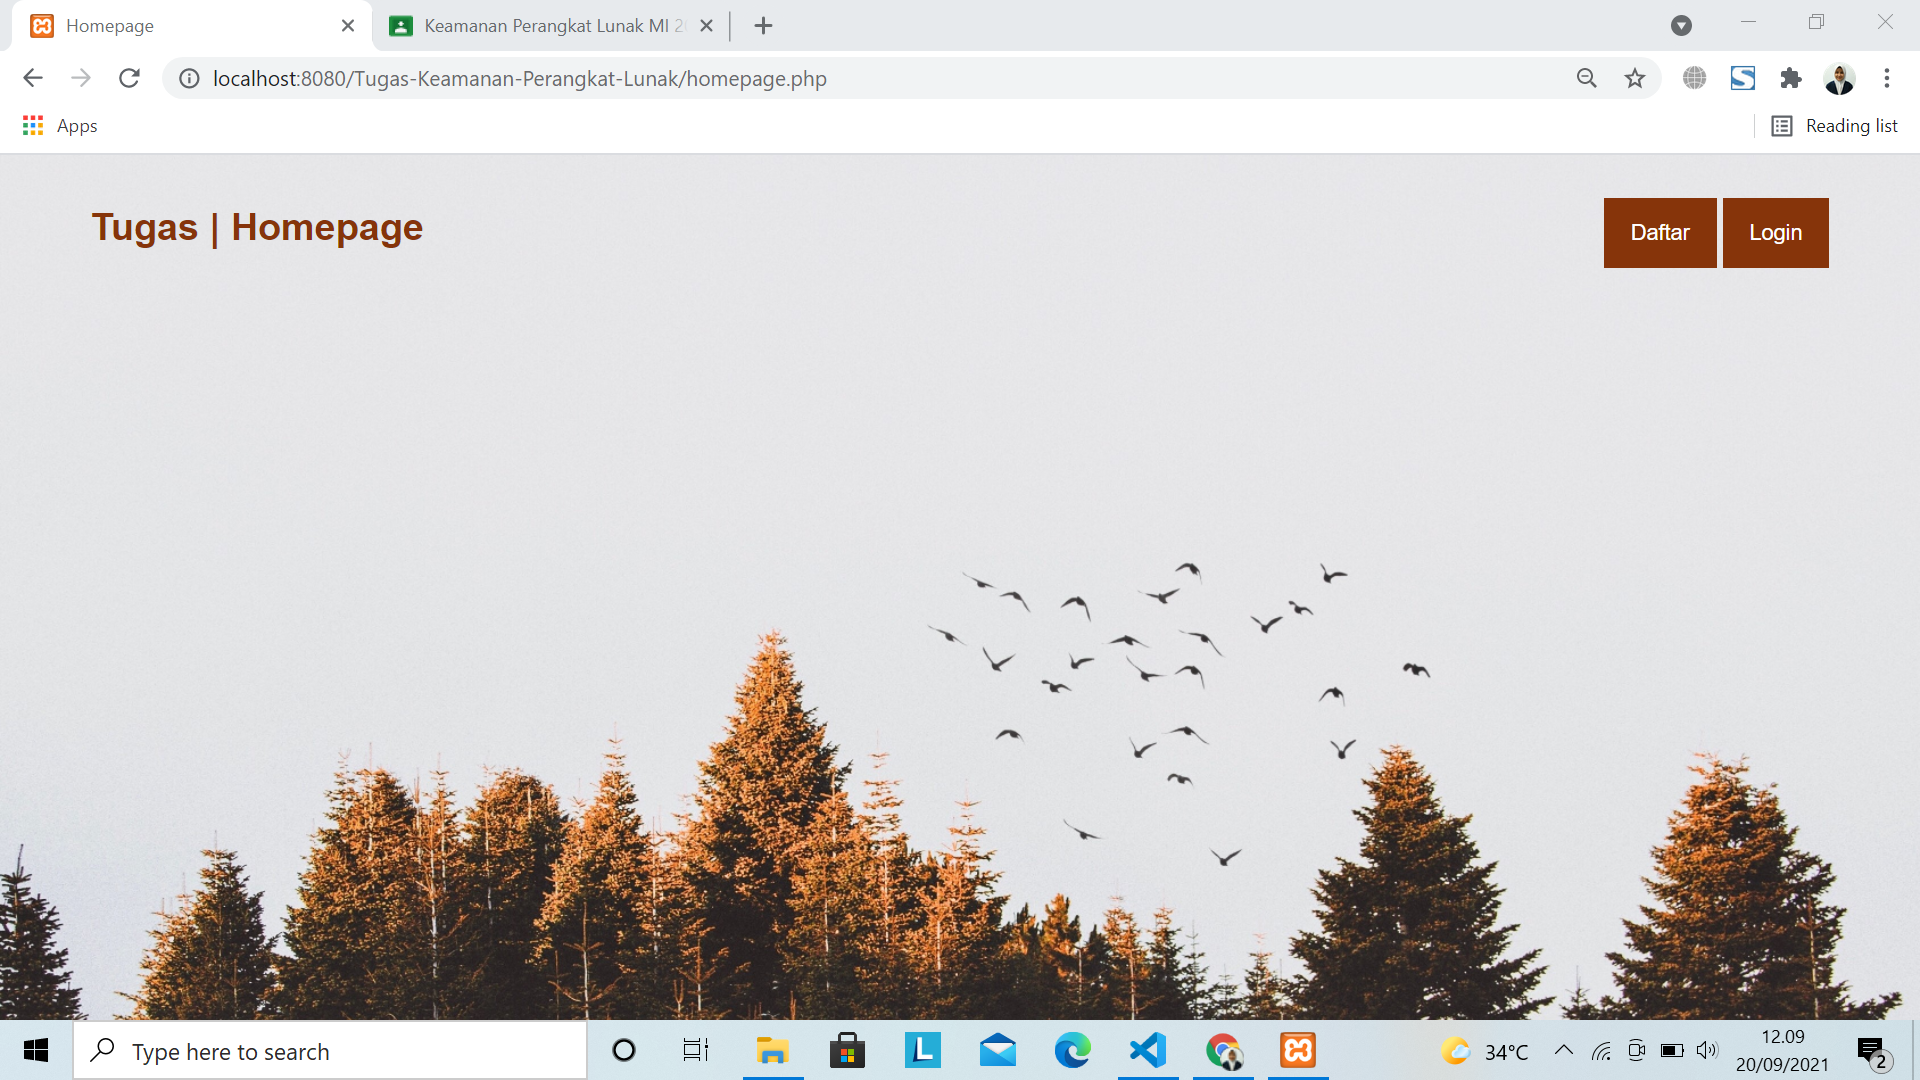 Homepage
Keamanan Perangkat Lunak MI 2
localhost:8080/Tugas-Keamanan-Perangkat-Lunak/homepage.php
Apps
Reading list
Tugas | Homepage
Daftar
Login
Type here to search
34°C
12.09
20/09/2021
2